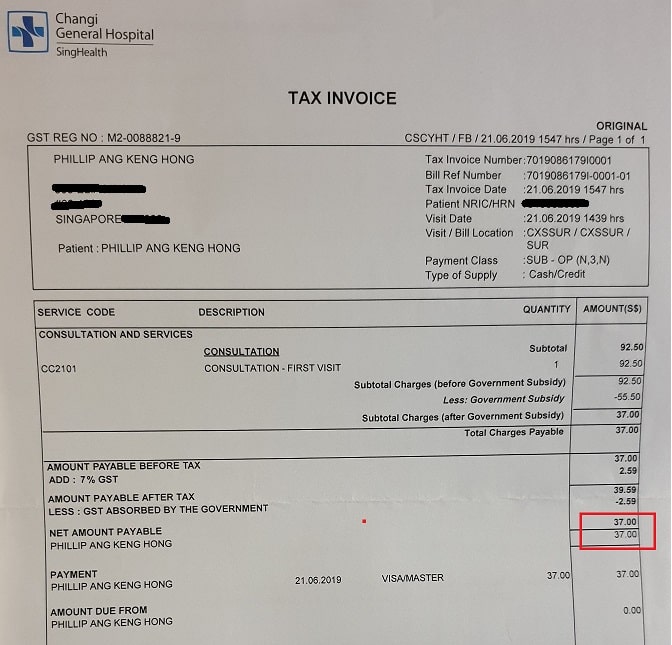 Changi
General Hospital
SingHealth
TAX INVOICE
ORIGINAL
GST REG NO : M2-0088821-9 CSCYHT / FB / 21.06.2019 1547 hrs / Page 1 of 1
PHILLIP ANG KENG HONG
SINGAPORE
Patient : PHILLIP ANG KENG HONG
Tax Invoice Number :7019086179I0001
Bill Ref Number :7019086179I-0001-01
Tax Invoice Date :21.06.2019 1547 hrs
Patient NRIC/HRN
Visit Date :21.06.2019 1439 hrs
Visit / Bill Location :CXSSUR / CXSSUR /
SUR
Payment Class :SUB - OP (N,3,N)
Type of Supply : Cash/Credit
SERVICE CODE DESCRIPTION QUANTITY AMOUNT(S$)
CONSULTATION AND SERVICES
CONSULTATION Subtotal 92.50
CC2101 CONSULTATION - FIRST VISIT 1 92.50
Subtotal Charges (before Government Subsidy) 92.50
Less: Government Subsidy -55.50
Subtotal Charges (after Government Subsidy) 37.00
Total Charges Payable 37.00
AMOUNT PAYABLE BEFORE TAX 37.00
ADD : 7% GST 2.59
AMOUNT PAYABLE AFTER TAX 39.59
LESS : GST ABSORBED BY THE GOVERNMENT -2.59
NET AMOUNT PAYABLE 37.00
PHILLIP ANG KENG HONG 37.00
PAYMENT
PHILLIP ANG KENG HONG 21.06.2019 VISA/MASTER 37.00 37.00
AMOUNT DUE FROM
PHILLIP ANG KENG HONG 0.00